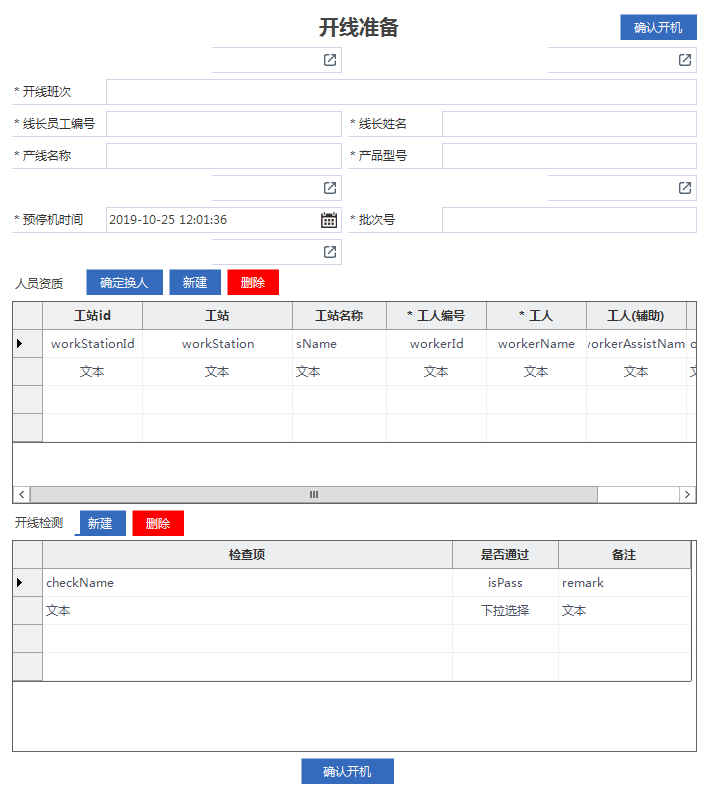 开线准备
确认开机
* 开线班次
* 线长员工编号
* 线长姓名
* 产线名称
* 产品型号
* 预停机时间 2019-10-25 12:01:36
* 批次号
人员资质 确定换人 新建 删除
工站id 工站 工站名称 * 工人编号 * 工人 工人(辅助)
workStationId workStation sName workerId workerName workerAssistNam
文本 文本 文本 文本 文本 文本
开线检测 新建 删除
检查项 是否通过 备注
checkName isPass remark
文本 下拉选择 文本
确认开机